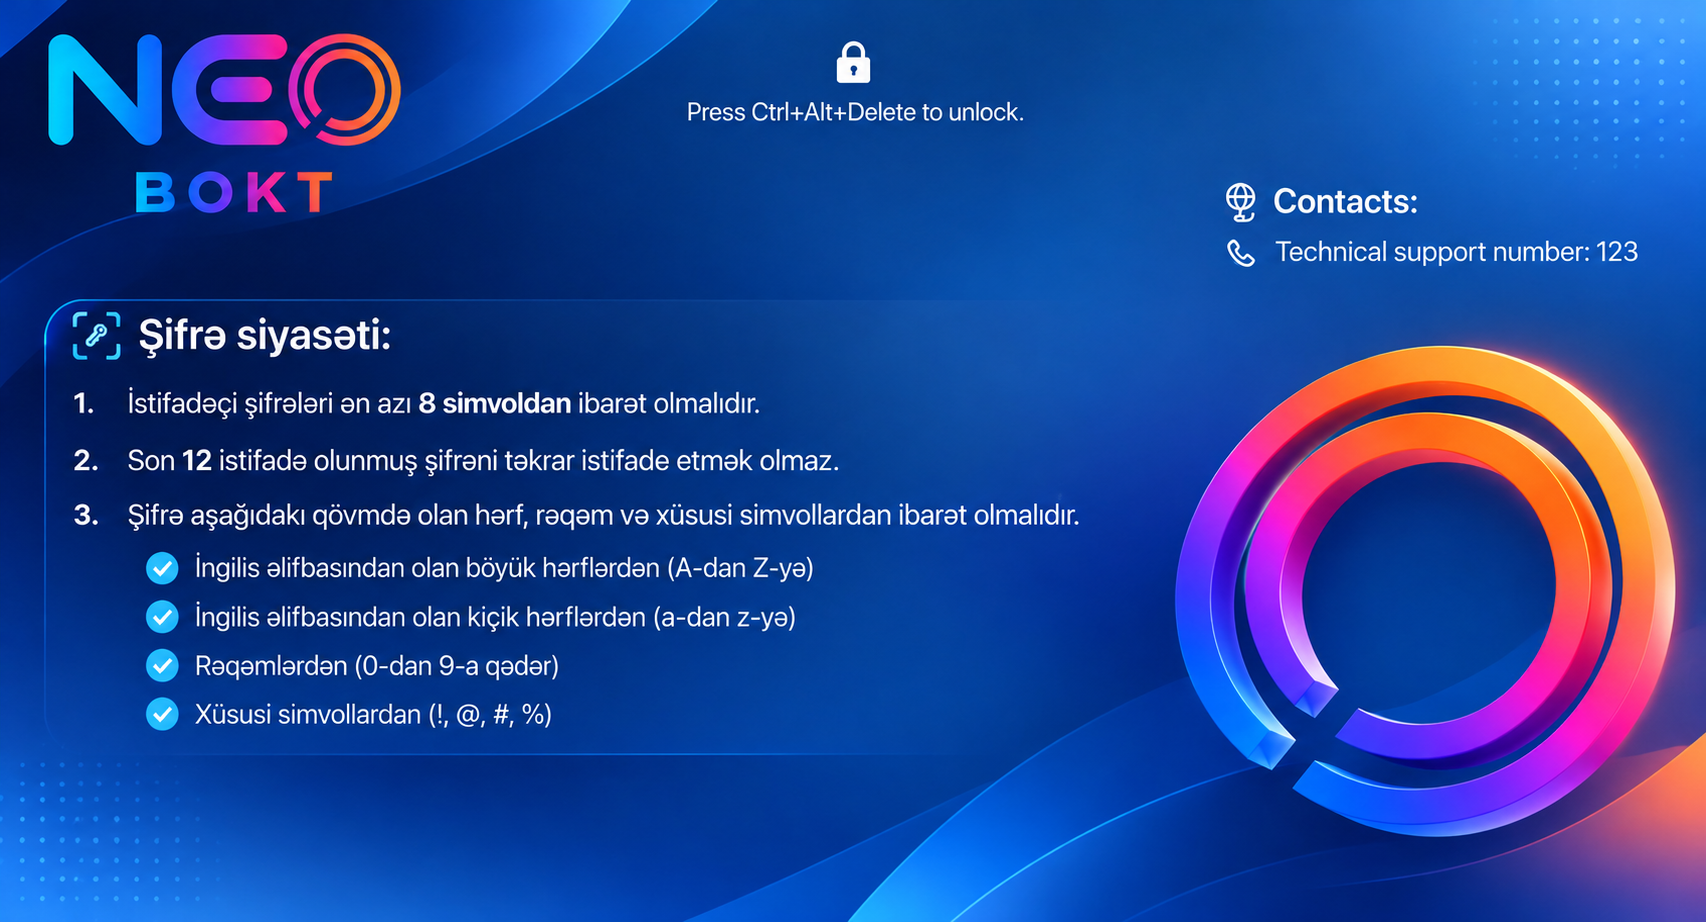 NEO
BOKT
Press Ctrl+Alt+Delete to unlock.
Contacts:
Technical support number: 123
Şifrə siyasəti:
1. İstifadəçi şifrələri ən azı 8 simvoldan ibarət olmalıdır.
2. Son 12 istifadə olunmuş şifrəni təkrar istifade etmək olmaz.
3. Şifrə aşağıdakı qövmdə olan hərf, rəqəm və xüsusi simvollardan ibarət olmalıdır.
İngilis əlifbasından olan böyük hərflərdən (A-dan Z-yə)
İngilis əlifbasından olan kiçik hərflərdən (a-dan z-yə)
Rəqəmlərdən (0-dan 9-a qədər)
Xüsusi simvollardan (!, @, #, %)